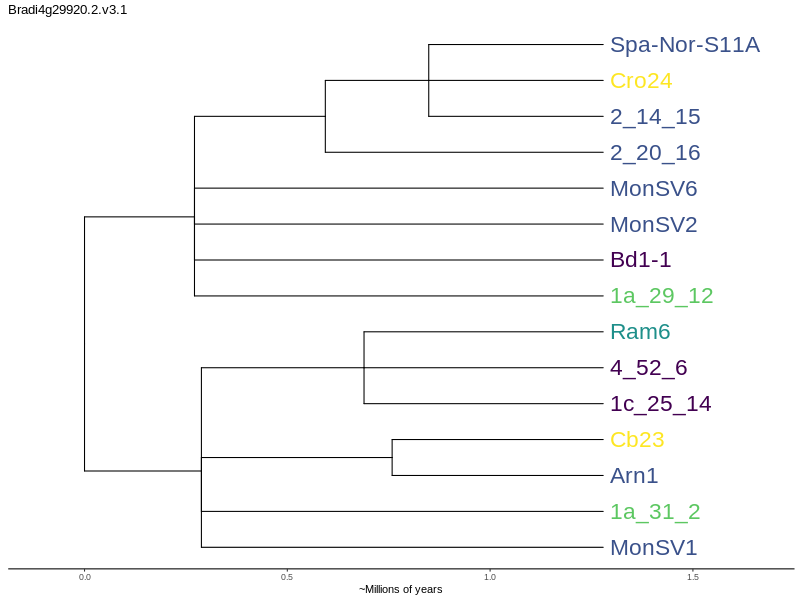 Bradi4g29920.2.v3.1
Spa-Nor-S11A
Cro24
2_14_15
2_20_16
MonSV6
MonSV2
Bd1-1
1a_29_12
Ram6
4_52_6
1c_25_14
Cb23
Arn1
1a_31_2
MonSV1
0.0 0.5 1.0 1.5
~Millions of years